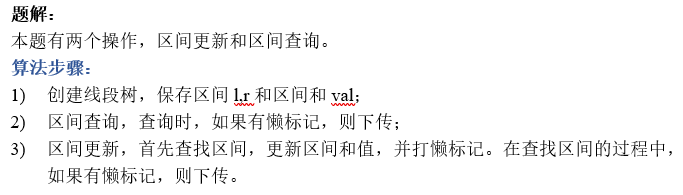 题解：
本题有两个操作，区间更新和区间查询。
算法步骤：
1) 创建线段树，保存区间 l,r 和区间和 val；
2) 区间查询，查询时，如果有懒标记，则下传；
3) 区间更新，首先查找区间，更新区间和值，并打懒标记。在查找区间的过程中，
如果有懒标记，则下传。